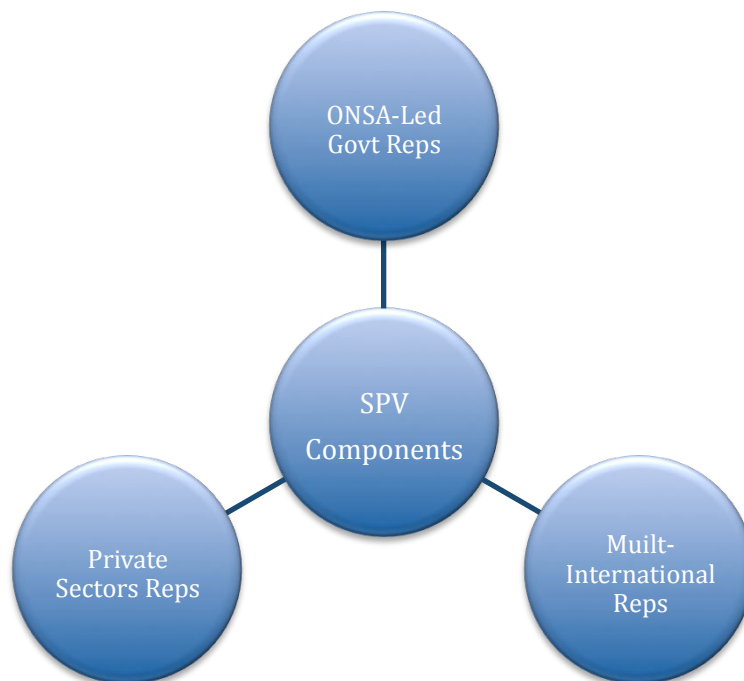 ONSA-Led
Govt Reps
SPV
Components
Private
Sectors Reps
Muilt-
International
Reps